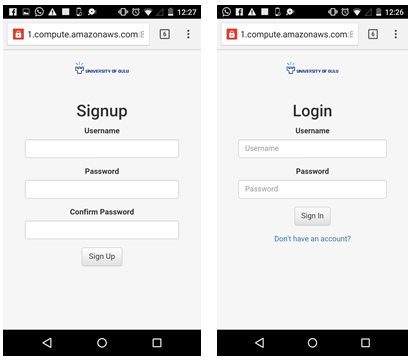 12:27
1.compute.amazonaws.com:8
6
UNIVERSITY OF OULU
Signup
Username
Password
Confirm Password
Sign Up
12:26
1.compute.amazonaws.com:
6
UNIVERSITY OF OULU
Login
Username
Username
Password
Password
Sign In
Don't have an account?